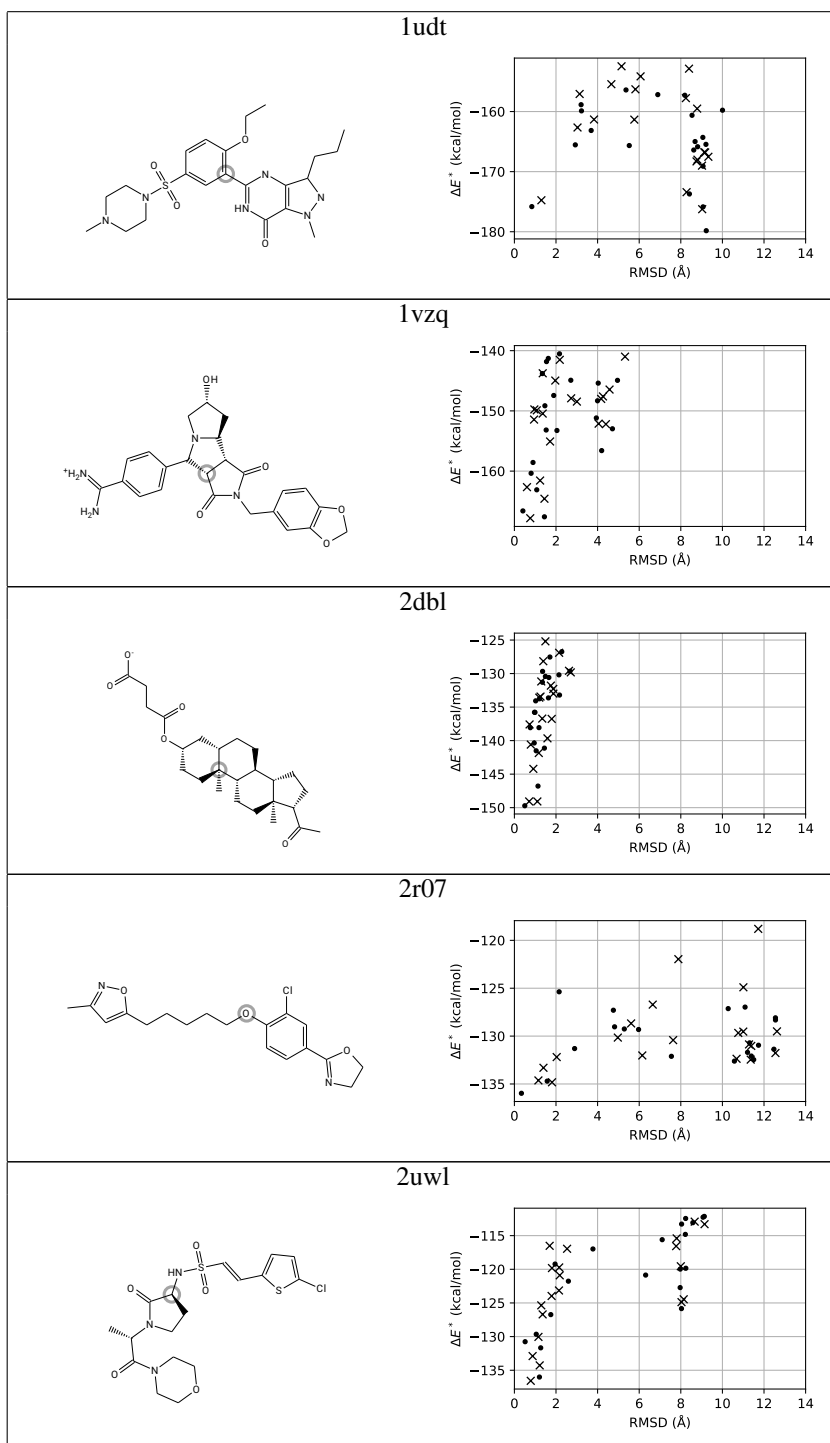 1udt
O
O
S
O
N
N
O
N
HN
N
N
N
O
ΔE* (kcal/mol)
−160
−170
−180
0 2 4 6 8 10 12 14
RMSD (Å)
1vzq
OH
N
+H₂N
H₂N
O
O
N
O
O
ΔE* (kcal/mol)
−140
−150
−160
0 2 4 6 8 10 12 14
RMSD (Å)
2dbl
O-
O
O
O
O
ΔE* (kcal/mol)
−125
−130
−135
−140
−145
−150
0 2 4 6 8 10 12 14
RMSD (Å)
2r07
N
O
O
Cl
O
N
ΔE* (kcal/mol)
−120
−125
−130
−135
0 2 4 6 8 10 12 14
RMSD (Å)
2uwl
O
HN
S
O
O
N
S
Cl
O
N
O
ΔE* (kcal/mol)
−115
−120
−125
−130
−135
0 2 4 6 8 10 12 14
RMSD (Å)